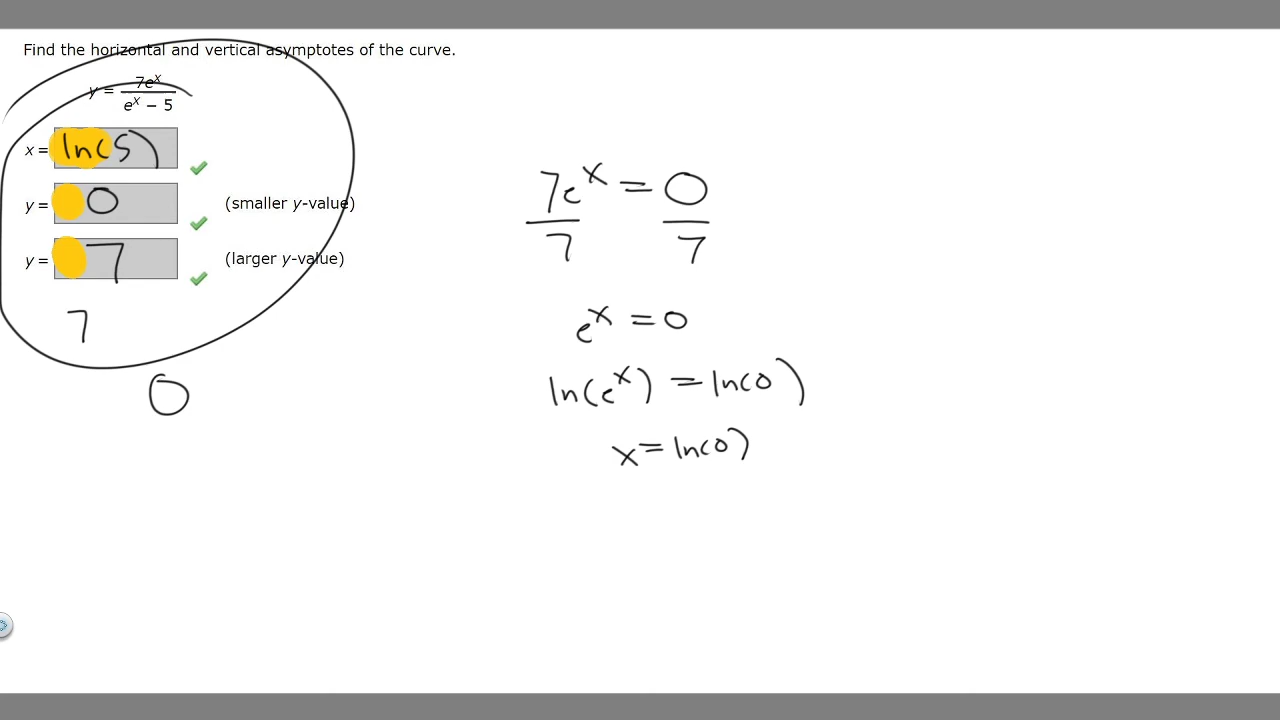 Find the horizontal and vertical asymptotes of the curve.
y = 7e^x / (e^x − 5)
x = ln(5)
y = 0 (smaller y-value)
y = 7 (larger y-value)
7
0
7e^x = 0
7 7
e^x = 0
ln(e^x) = ln(0)
x = ln(0)